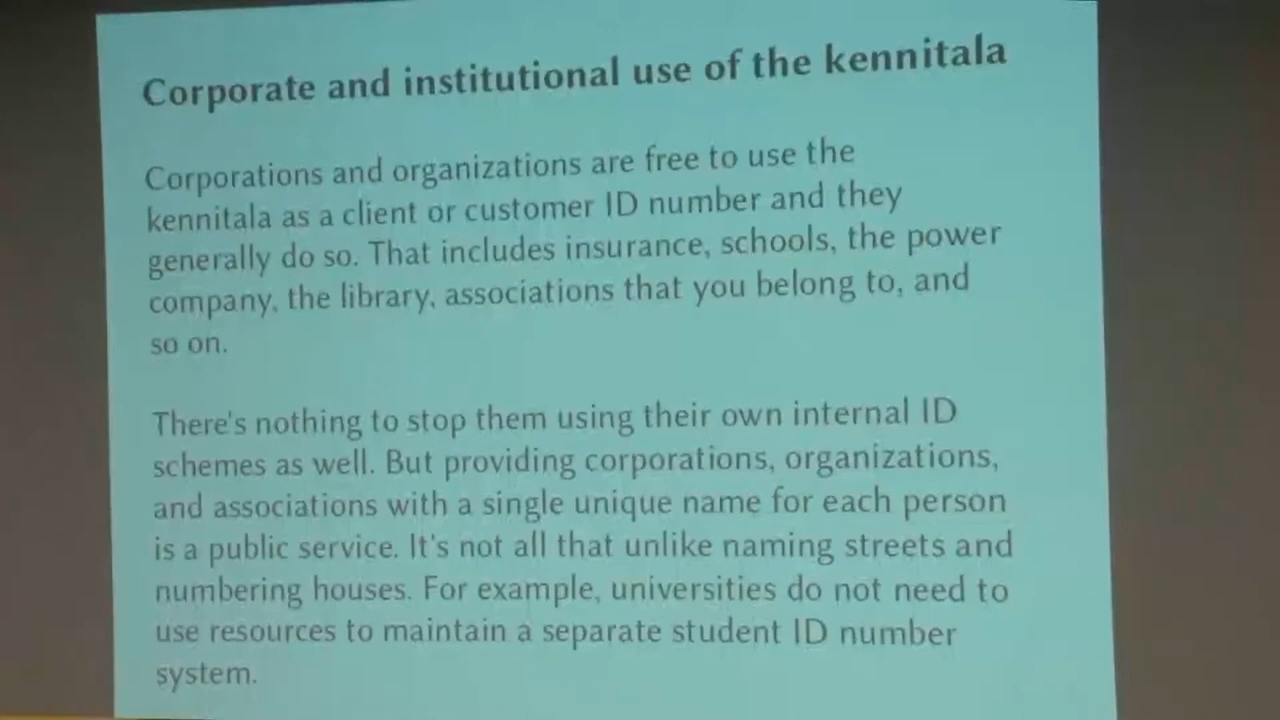 Corporate and institutional use of the kennitala
Corporations and organizations are free to use the
kennitala as a client or customer ID number and they
generally do so. That includes insurance, schools, the power
company, the library, associations that you belong to, and
so on.
There's nothing to stop them using their own internal ID
schemes as well. But providing corporations, organizations,
and associations with a single unique name for each person
is a public service. It's not all that unlike naming streets and
numbering houses. For example, universities do not need to
use resources to maintain a separate student ID number
system.